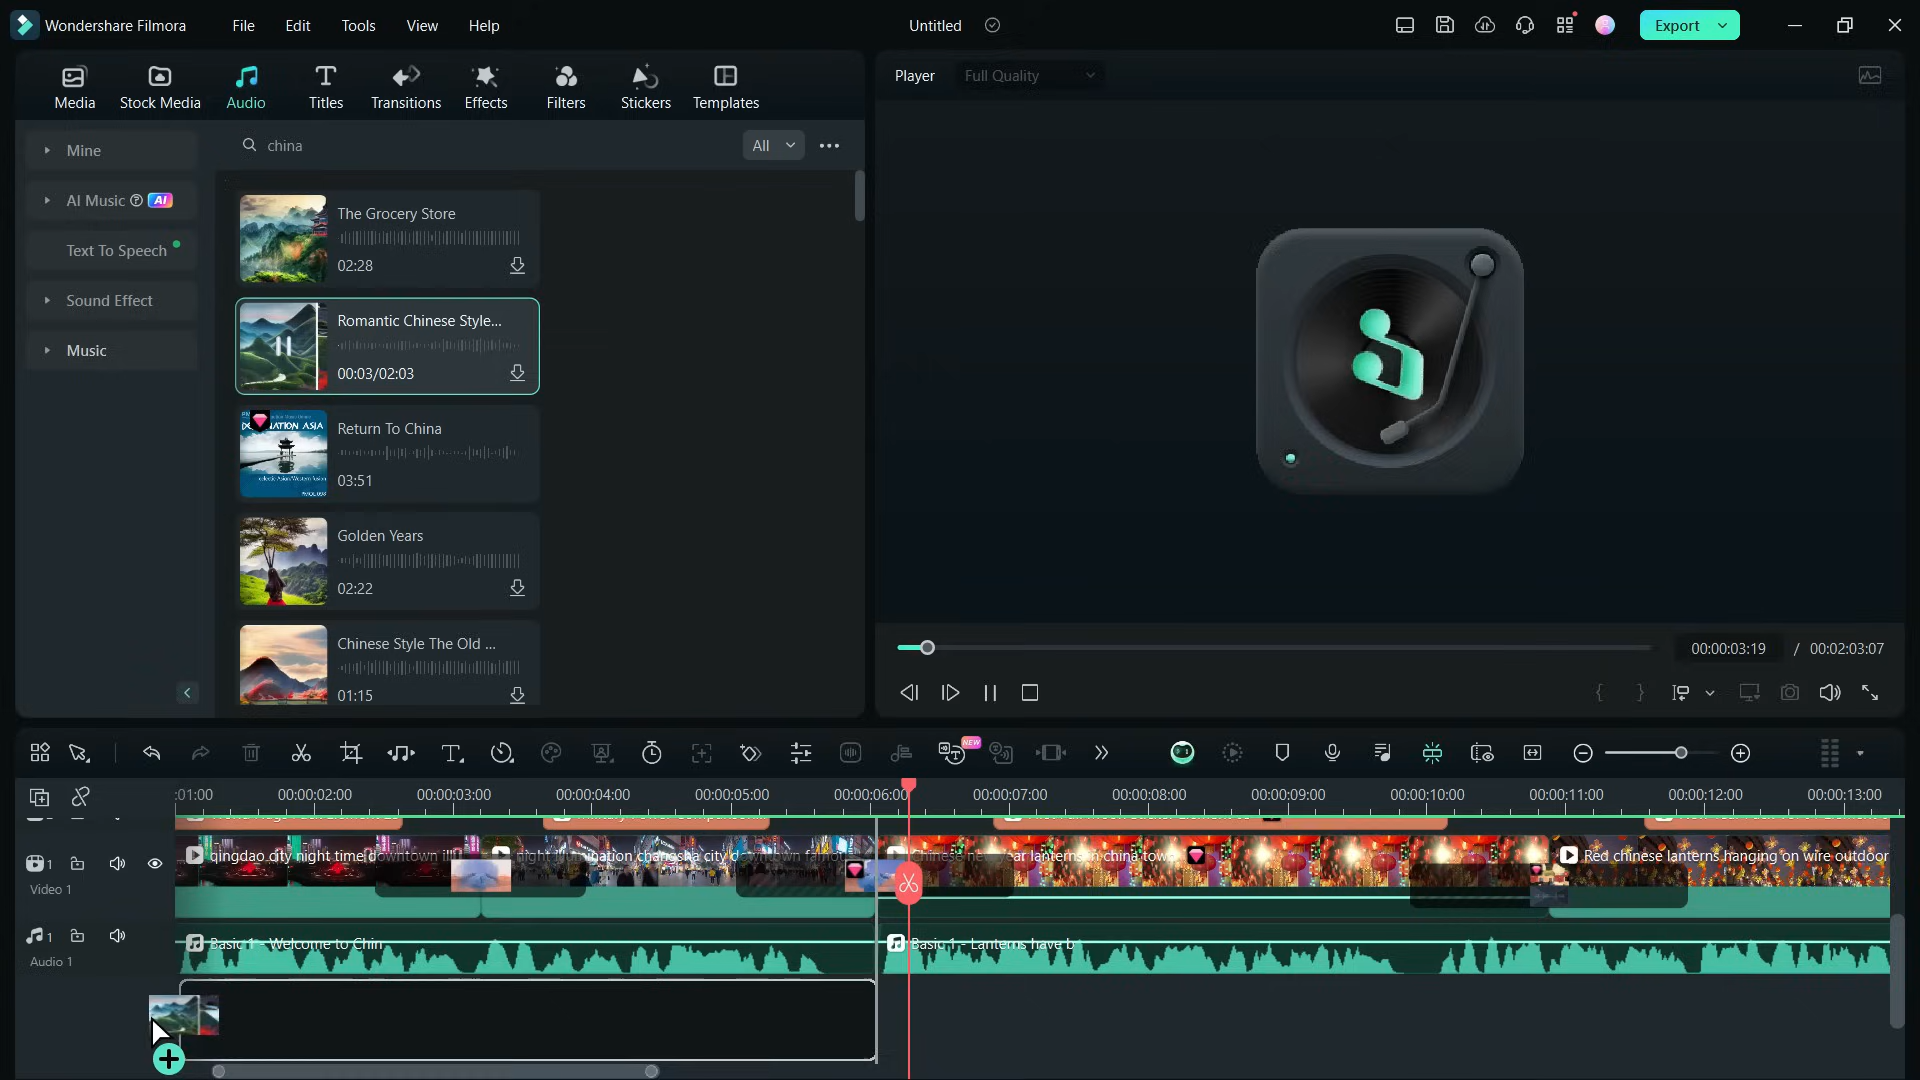 Wondershare Filmora
File
Edit
Tools
View
Help
Untitled
Export
Media
Stock Media
Audio
Titles
Transitions
Effects
Filters
Stickers
Templates
Player
Full Quality
Mine
AI Music AI
Text To Speech
Sound Effect
Music
china
All
The Grocery Store
02:28
Romantic Chinese Style...
00:03/02:03
DESTINATION ASIA
Return To China
03:51
Golden Years
02:22
Chinese Style The Old ...
01:15
00:00:03:19 / 00:02:03:07
NEW
:01:00
00:00:02:00
00:00:03:00
00:00:04:00
00:00:05:00
00:00:06:00
00:00:07:00
00:00:08:00
00:00:09:00
00:00:10:00
00:00:11:00
00:00:12:00
00:00:13:00
1
Video 1
qingdao city night time downtown ill
night illumination changsha city downtown famou
Chinese new year lanterns in china town
Red chinese lanterns hanging on wire outdoor
1
Audio 1
Basic 1 - Welcome to Chin
Basic 1 - Lanterns have b